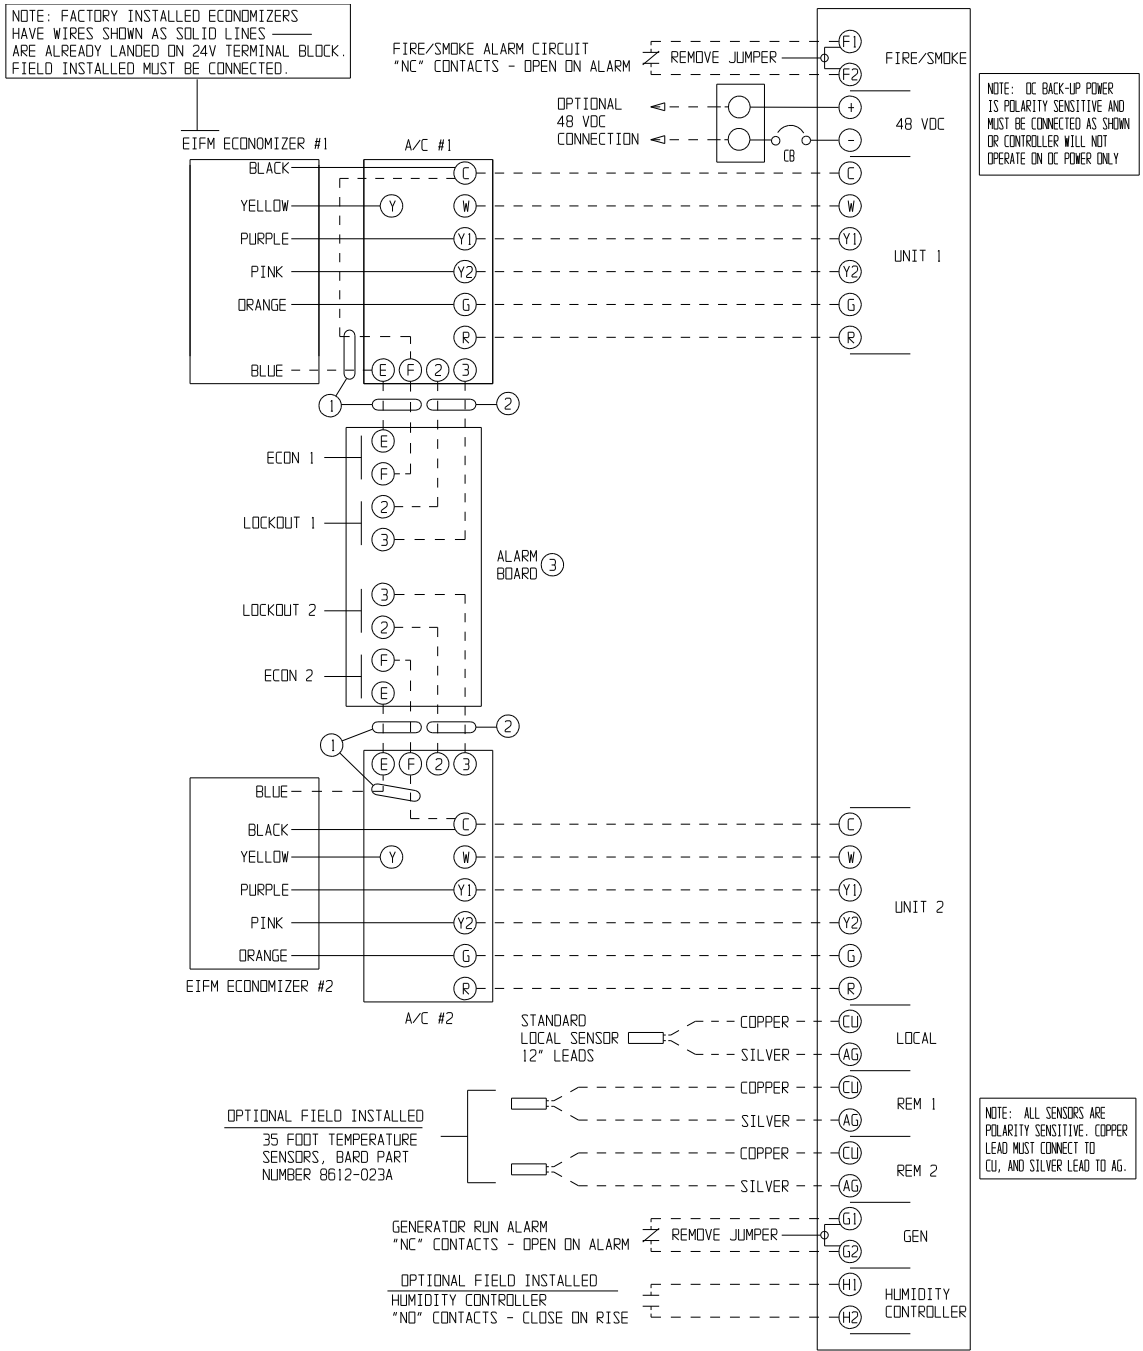 NOTE: FACTORY INSTALLED ECONOMIZERS
HAVE WIRES SHOWN AS SOLID LINES
ARE ALREADY LANDED ON 24V TERMINAL BLOCK.
FIELD INSTALLED MUST BE CONNECTED.
FIRE/SMOKE ALARM CIRCUIT
"NC" CONTACTS - OPEN ON ALARM
REMOVE JUMPER
F1
F2
FIRE/SMOKE
OPTIONAL
48 VDC
CONNECTION
CB
+
-
48 VDC
NOTE: DC BACK-UP POWER
IS POLARITY SENSITIVE AND
MUST BE CONNECTED AS SHOWN
OR CONTROLLER WILL NOT
OPERATE ON DC POWER ONLY
EIFM ECONOMIZER #1
A/C #1
BLACK
C
C
YELLOW
Y
W
W
PURPLE
Y1
Y1
UNIT 1
PINK
Y2
Y2
ORANGE
G
G
R
R
BLUE
E
F
2
3
1
2
ECON 1
E
F
LOCKOUT 1
2
3
ALARM
BOARD
3
LOCKOUT 2
3
2
ECON 2
F
E
1
2
E
F
2
3
BLUE
BLACK
C
C
YELLOW
Y
W
W
PURPLE
Y1
Y1
UNIT 2
PINK
Y2
Y2
ORANGE
G
G
EIFM ECONOMIZER #2
R
R
A/C #2
STANDARD
LOCAL SENSOR
12" LEADS
COPPER
CU
SILVER
AG
LOCAL
OPTIONAL FIELD INSTALLED
35 FOOT TEMPERATURE
SENSORS, BARD PART
NUMBER 8612-023A
COPPER
CU
SILVER
AG
REM 1
COPPER
CU
SILVER
AG
REM 2
NOTE: ALL SENSORS ARE
POLARITY SENSITIVE. COPPER
LEAD MUST CONNECT TO
CU, AND SILVER LEAD TO AG.
GENERATOR RUN ALARM
"NC" CONTACTS - OPEN ON ALARM
REMOVE JUMPER
G1
G2
GEN
OPTIONAL FIELD INSTALLED
HUMIDITY CONTROLLER
"NO" CONTACTS - CLOSE ON RISE
H1
H2
HUMIDITY
CONTROLLER